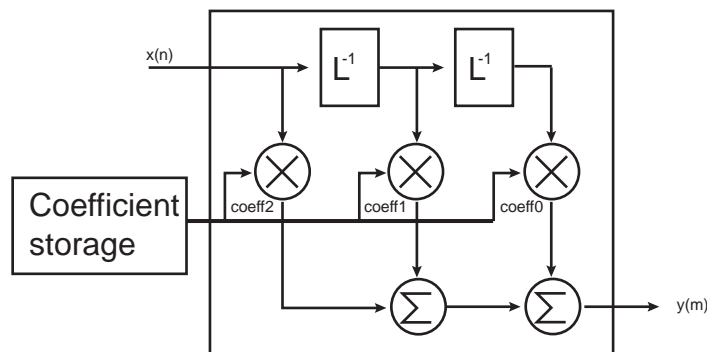 x(n)
L-1
L-1
Coefficient
storage
coeff2
coeff1
coeff0
Σ
Σ
y(m)